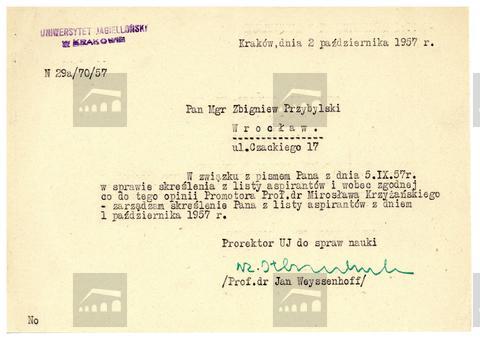 UNIWERSYTET JAGIELLOŃSKI
W KRAKOWIE
Kraków,dnia 2 października 1957 r.
N 29a/70/57
Pan Mgr Zbigniew Przybylski
Wrocław.
ul.Czackiego 17
W związku z pismem Pana z dnia 5.IX.57r.
w sprawie skreślenia z listy aspirantów i wobec zgodnej
co do tego opinii Promotora Prof.dr Mirosława Krzyżańskiego
- zarządzam skreślenie Pana z listy aspirantów z dniem
1 października 1957 r.
Prorektor UJ do spraw nauki
/Prof.dr Jan Weyssenhoff/
No